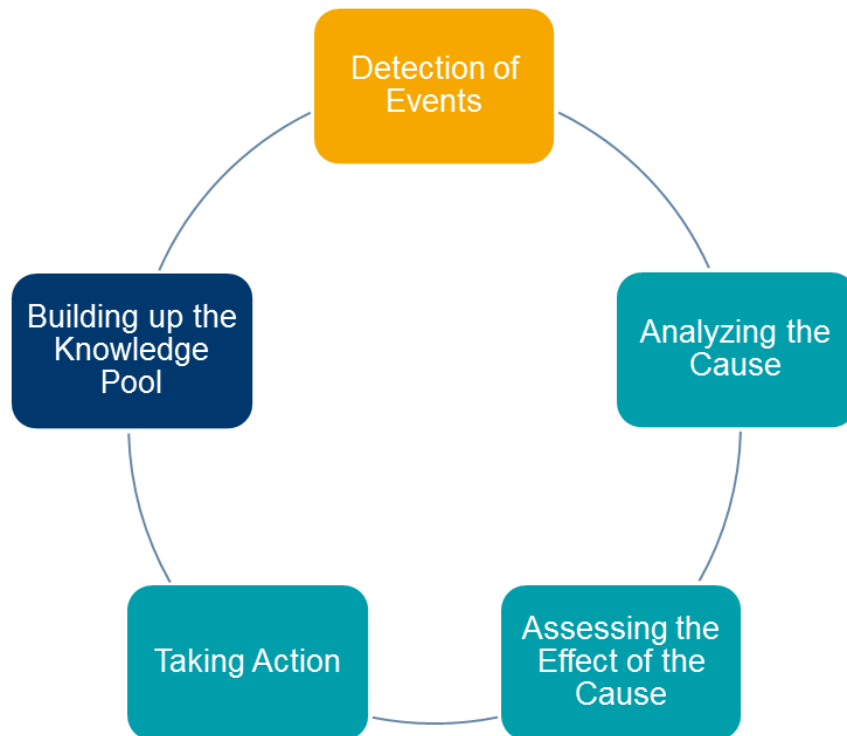 Detection of
Events
Analyzing the
Cause
Assessing the
Effect of the
Cause
Taking Action
Building up the
Knowledge
Pool